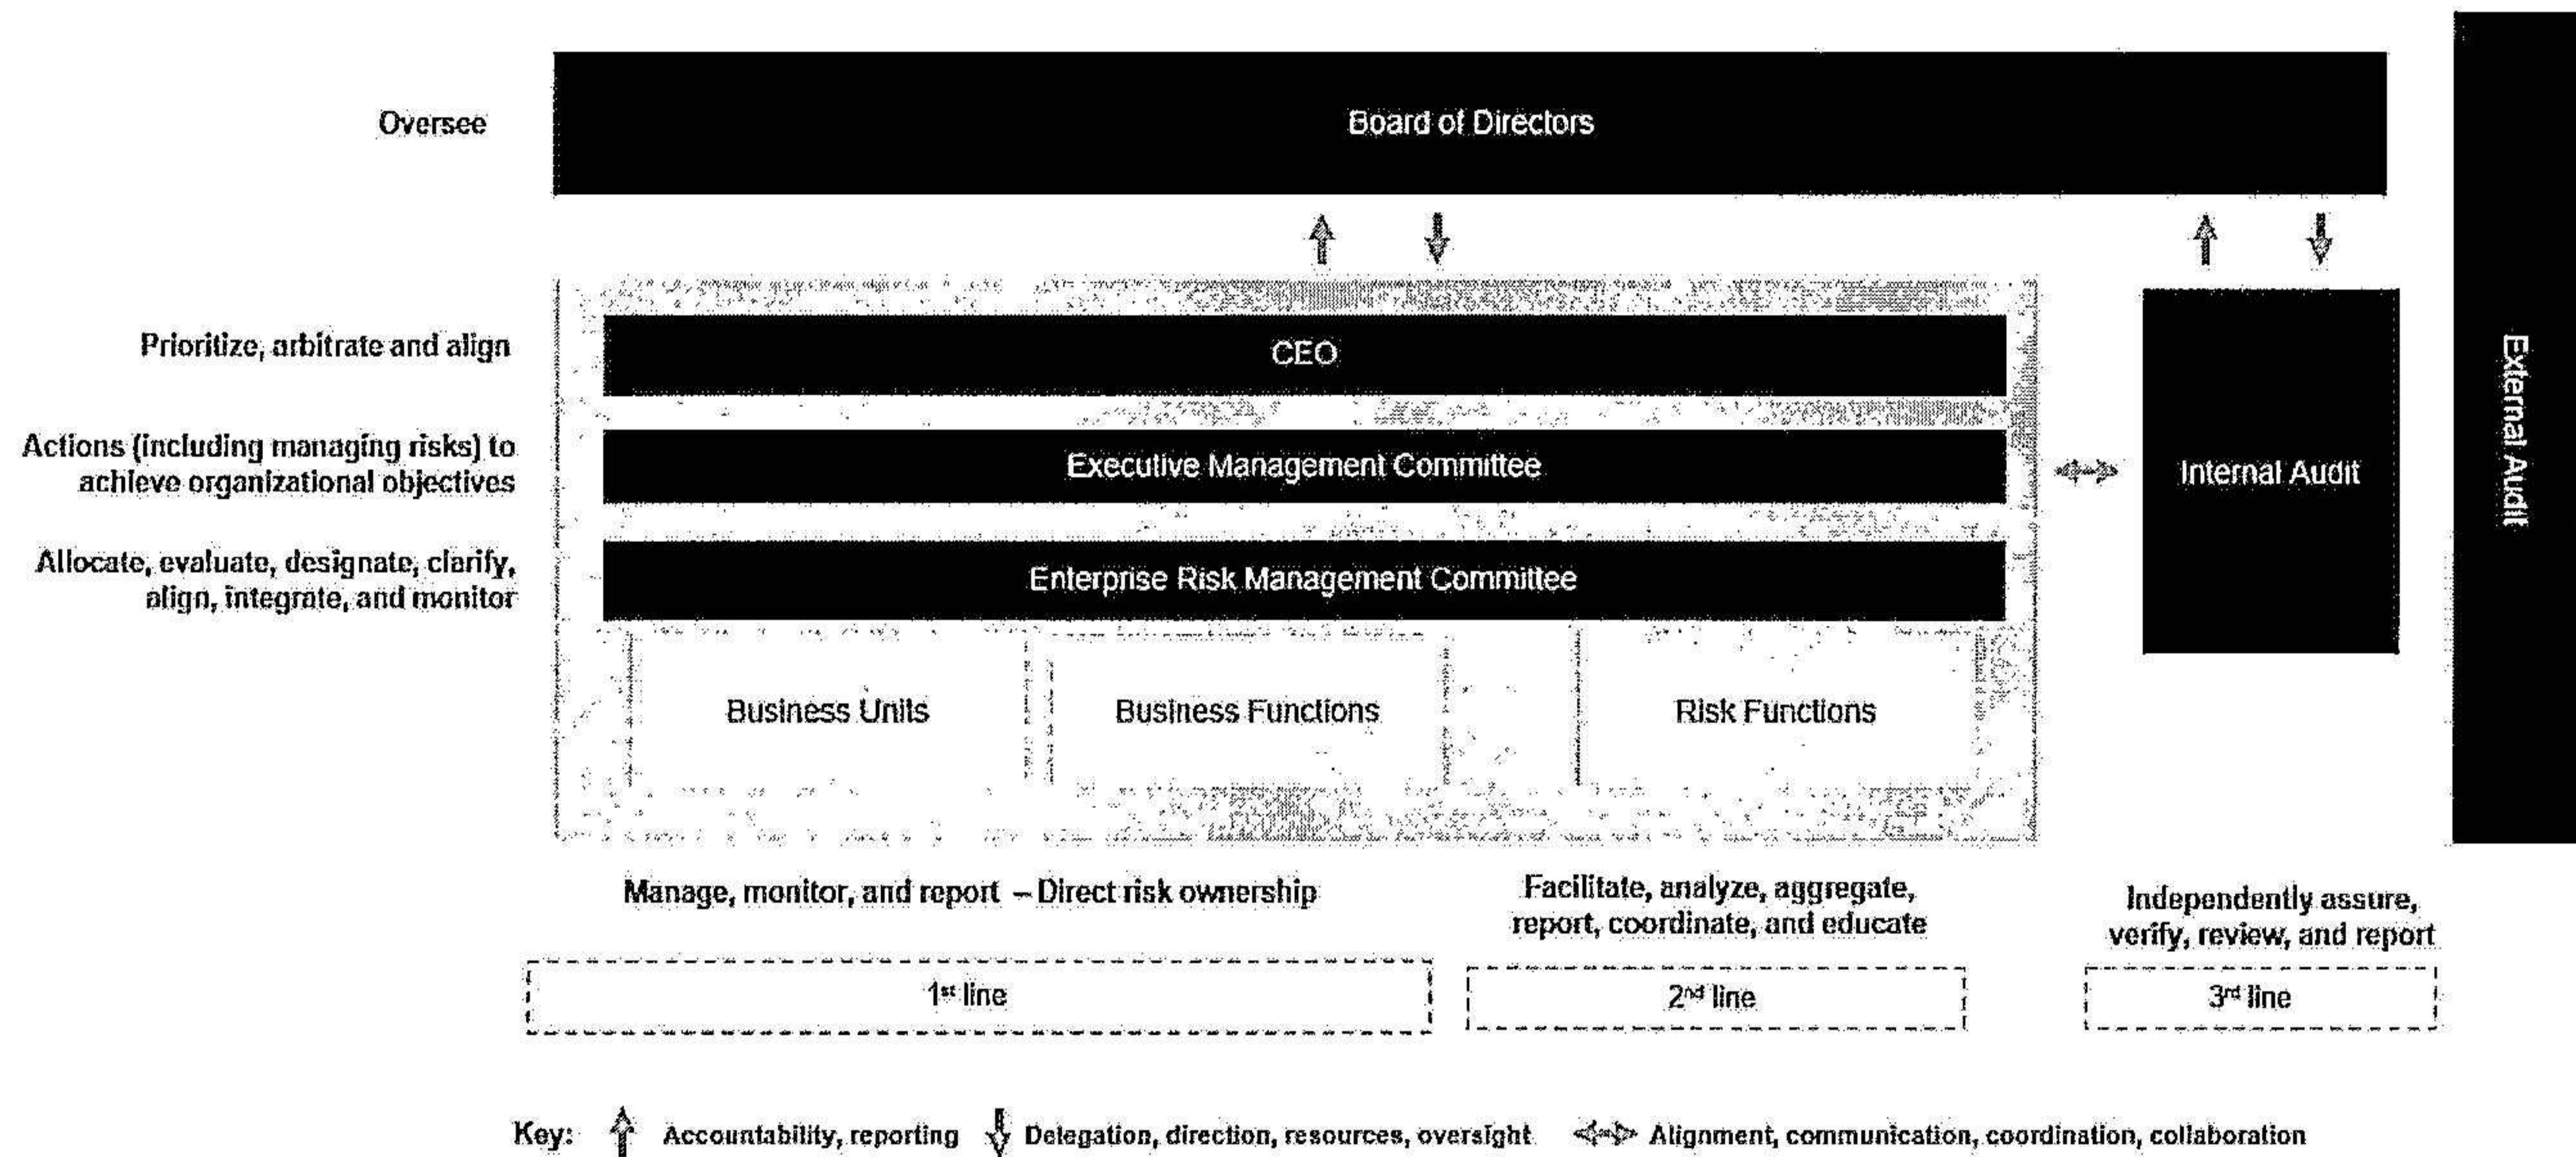 Oversee
Board of Directors
Prioritize, arbitrate and align
CEO
Actions (including managing risks) to
achieve organizational objectives
Executive Management Committee
Internal Audit
External Audit
Allocate, evaluate, designate, clarify,
align, integrate, and monitor
Enterprise Risk Management Committee
Business Units
Business Functions
Risk Functions
Manage, monitor, and report – Direct risk ownership
Facilitate, analyze, aggregate,
report, coordinate, and educate
Independently assure,
verify, review, and report
1st line
2nd line
3rd line
Key:
Accountability, reporting
Delegation, direction, resources, oversight
Alignment, communication, coordination, collaboration